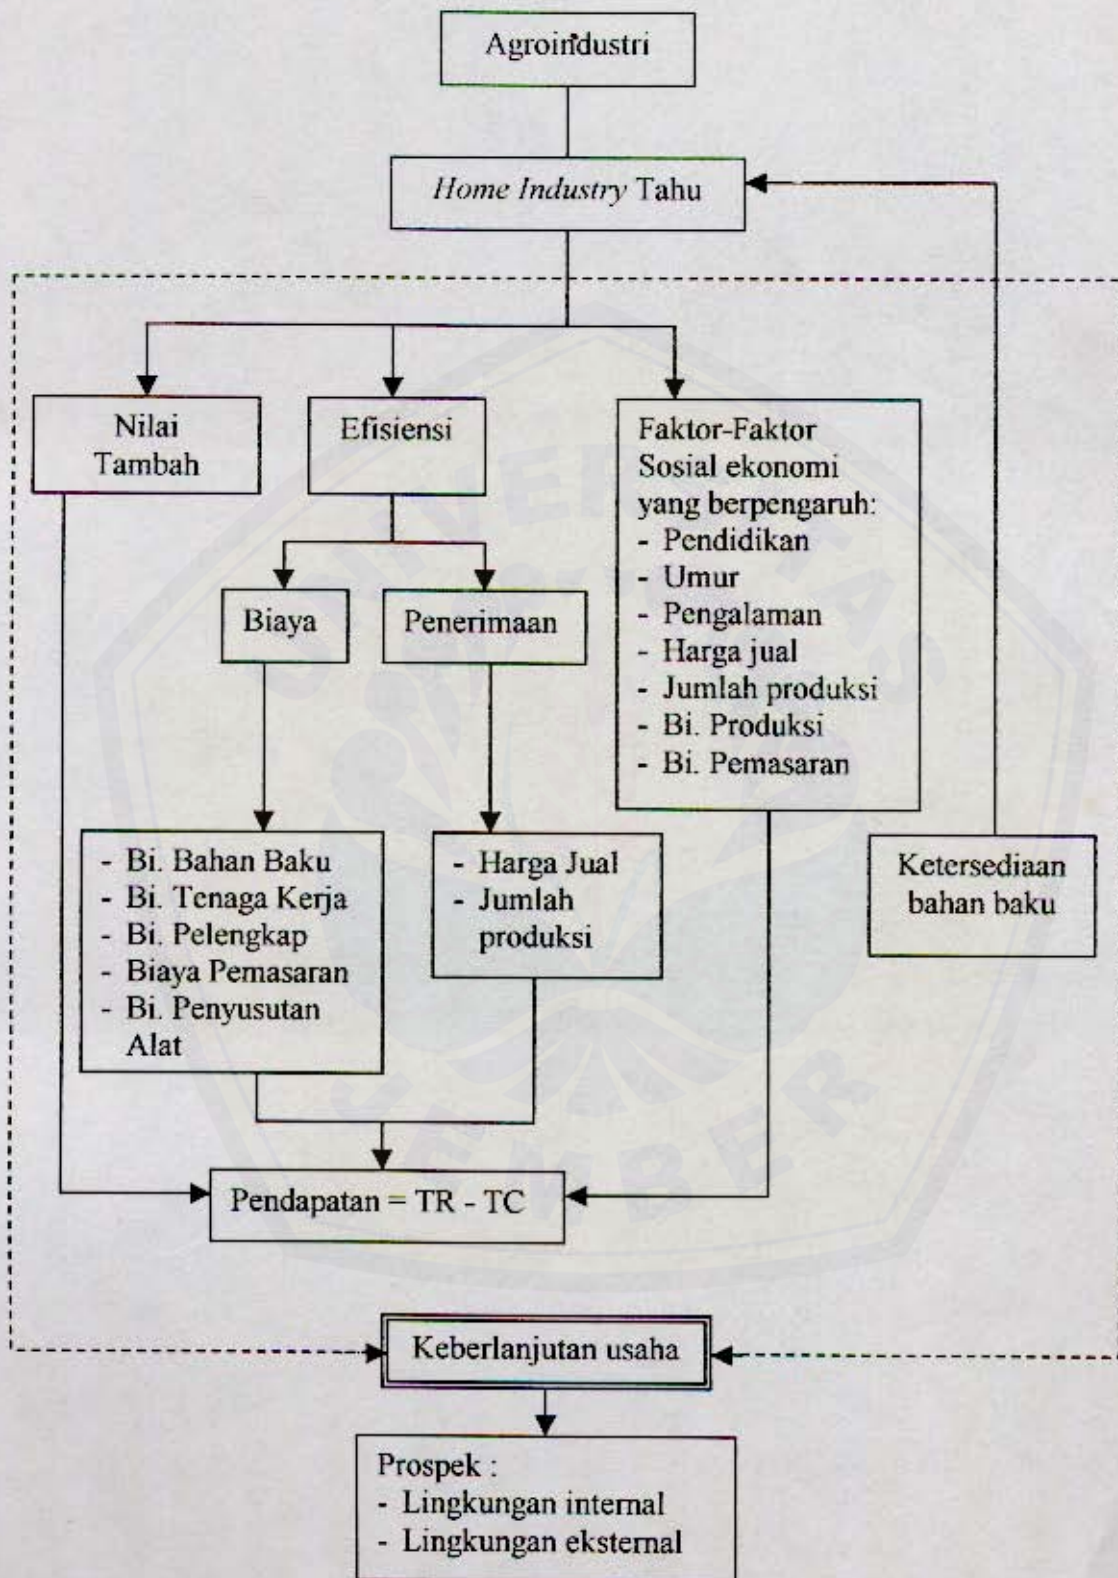 Agroindustri
Home Industry Tahu
Nilai
Tambah
Efisiensi
Faktor-Faktor
Sosial ekonomi
yang berpengaruh:
- Pendidikan
- Umur
- Pengalaman
- Harga jual
- Jumlah produksi
- Bi. Produksi
- Bi. Pemasaran
Biaya
Penerimaan
- Bi. Bahan Baku
- Bi. Tenaga Kerja
- Bi. Pelengkap
- Biaya Pemasaran
- Bi. Penyusutan
Alat
- Harga Jual
- Jumlah
produksi
Ketersediaan
bahan baku
Pendapatan = TR - TC
Keberlanjutan usaha
Prospek :
- Lingkungan internal
- Lingkungan eksternal
UNIVERSITAS
JEMBER